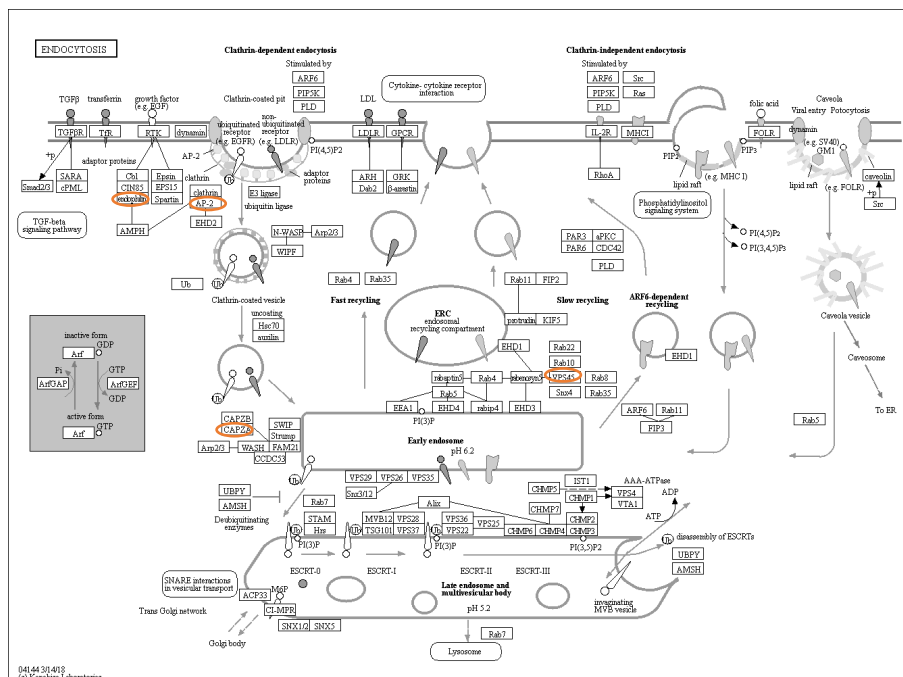 ENDOCYTOSIS
Clathrin-dependent endocytosis
Stimulated by
ARF6
PIP5K
PLD
Clathrin-independent endocytosis
Stimulated by
ARF6
PIP5K
PLD
Src
Ras
Cytokine- cytokine receptor
interaction
TGFβ
transferrin
growth factor
(e.g. EGF)
Clathrin-coated pit
LDL
folic acid
Caveola
Viral entry
Potocytosis
TGFβR
TfR
RTK
dynamin
ubiquitinated
receptor
(e.g. EGFR)
non-
ubiquitinated
receptor
(e.g. LDLR)
PI(4,5)P2
LDLR
GPCR
IL-2R
MHCI
PIP2
PIP3
FOLR
dynamin
(e.g. SV40)
GM1
+p
adaptor proteins
AP-2
Ub
adaptor
proteins
ARH
Dab2
GRK
β-arrestin
RhoA
lipid raft
(e.g. MHC I)
lipid raft
(e.g. FOLR)
caveolin
+p
Src
Smad2/3
SARA
cPML
Cbl
CIN85
endophilin
Epsin
EPS15
Spartin
clathrin
clathrin
AP-2
EHD2
E3 ligase
ubiquitin ligase
AMPH
TGF-beta
signaling pathway
Phosphatidylinositol
signaling system
N-WASP
Arp2/3
WIPF
PAR3
aPKC
PAR6
CDC42
PLD
PI(4,5)P2
PI(3,4,5)P3
Ub
Ub
Rab4
Rab35
Rab11
FIP2
Clathrin-coated vesicle
Fast recycling
ERC
endosomal
recycling compartment
Slow recycling
protrudin
KIF5
ARF6-dependent
recycling
Caveola vesicle
uncoating
Hsc70
auxilin
inactive form
Arf
GDP
Pi
GTP
ArfGAP
ArfGEF
GDP
active form
Arf
GTP
EHD1
Rab22
Rab10
VPS45
Rab8
Snx4
Rab35
EHD1
Caveosome
To ER
Ub
rabaptin5
Rab4
rabenosyn5
Rab5
EEA1
EHD4
rabip4
EHD3
PI(3)P
ARF6
Rab11
FIP3
Rab5
CAPZB
CAPZA
SWIP
Strump
Arp2/3
WASH
FAM21
CCDC53
Early endosome
pH 6.2
Ub
VPS29
VPS26
VPS35
Snx3/12
UBPY
AMSH
Deubiquitinating
enzymes
Rab7
Alix
IST1
CHMP5
CHMP1
CHMP7
AAA-ATPase
VPS4
VTA1
ADP
ATP
STAM
Hrs
MVB12
VPS28
TSG101
VPS37
VPS36
VPS22
VPS25
CHMP6
CHMP4
CHMP2
CHMP3
Ub
PI(3)P
Ub
Ub
PI(3)P
PI(3,5)P2
Ub
disassembly of ESCRTs
UBPY
AMSH
ESCRT-0
ESCRT-I
ESCRT-II
ESCRT-III
SNARE interactions
in vesicular transport
ACP33
M6P
CI-MPR
Trans Golgi network
Golgi body
SNX1/2
SNX5
Late endosome and
multivesicular body
pH 5.2
invaginating
MVB vesicle
Rab7
Lysosome
04144 3/14/18